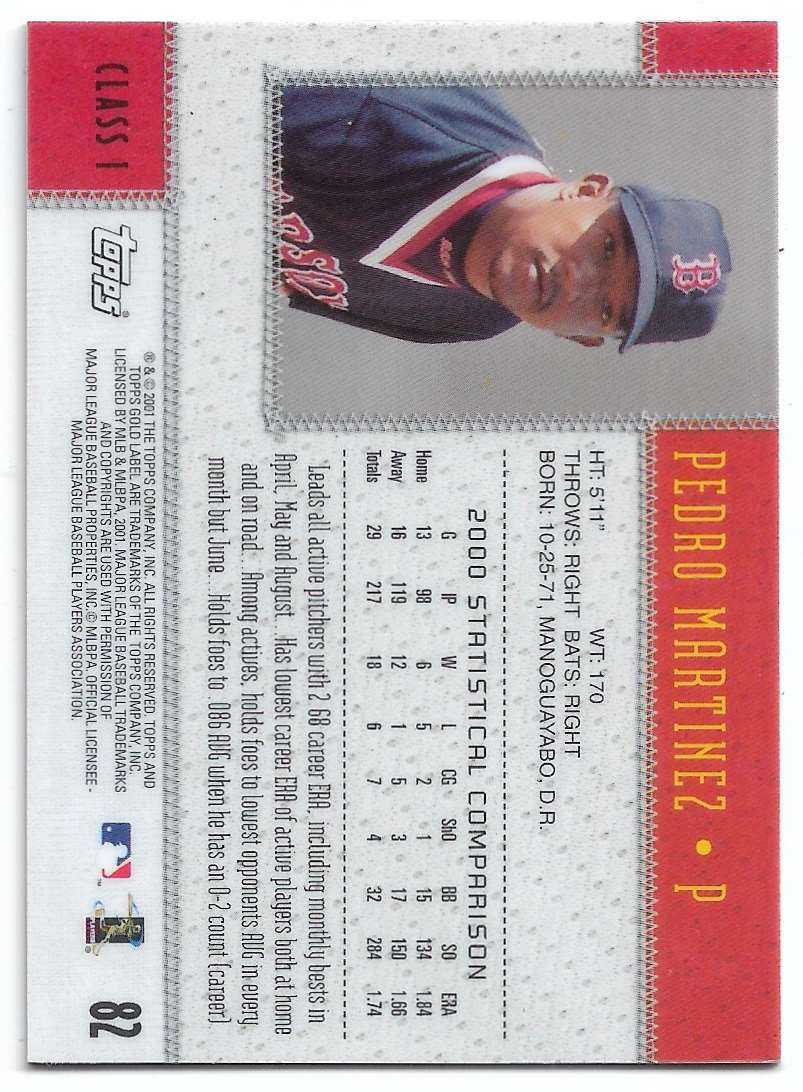 PEDRO MARTINEZ • P
HT: 5'11" WT: 170
THROWS: RIGHT BATS: RIGHT
BORN: 10-25-71, MANOGUAYABO, D.R.
2000 STATISTICAL COMPARISON
G IP W L CG ShO BB SO ERA
Home 13 98 6 5 2 1 15 134 1.84
Away 16 119 12 1 5 3 17 150 1.66
Totals 29 217 18 6 7 4 32 284 1.74
Leads all active pitchers with 2.68 career ERA, including monthly bests in
April, May and August...Has lowest career ERA of active players both at home
and on road...Among actives, holds foes to lowest opponents AVG in every
month but June...Holds foes to .086 AVG when he has an 0-2 count (career)
B
Topps
CLASS 1
® & © 2001 THE TOPPS COMPANY, INC. ALL RIGHTS RESERVED. TOPPS AND
TOPPS GOLD LABEL ARE TRADEMARKS OF THE TOPPS COMPANY, INC.
LICENSED BY MLB & MLBPA, 2001. MAJOR LEAGUE BASEBALL TRADEMARKS
AND COPYRIGHTS ARE USED WITH PERMISSION OF
MAJOR LEAGUE BASEBALL PROPERTIES, INC. © MLBPA, OFFICIAL LICENSEE -
MAJOR LEAGUE BASEBALL PLAYERS ASSOCIATION.
82